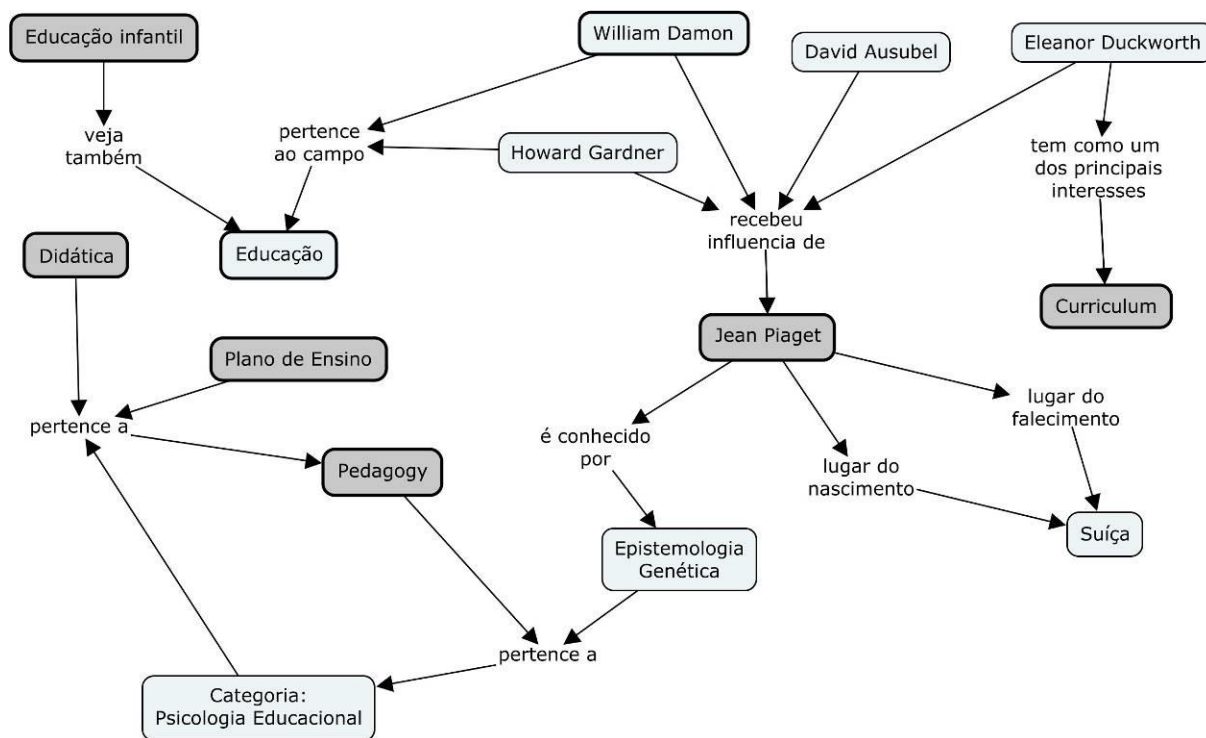 Educação infantil
William Damon
David Ausubel
Eleanor Duckworth
veja
também
pertence
ao campo
Howard Gardner
tem como um
dos principais
interesses
recebeu
influencia de
Didática
Educação
Curriculum
Jean Piaget
Plano de Ensino
pertence a
é conhecido
por
lugar do
falecimento
Pedagogy
lugar do
nascimento
Suíça
Epistemologia
Genética
pertence a
Categoria:
Psicologia Educacional